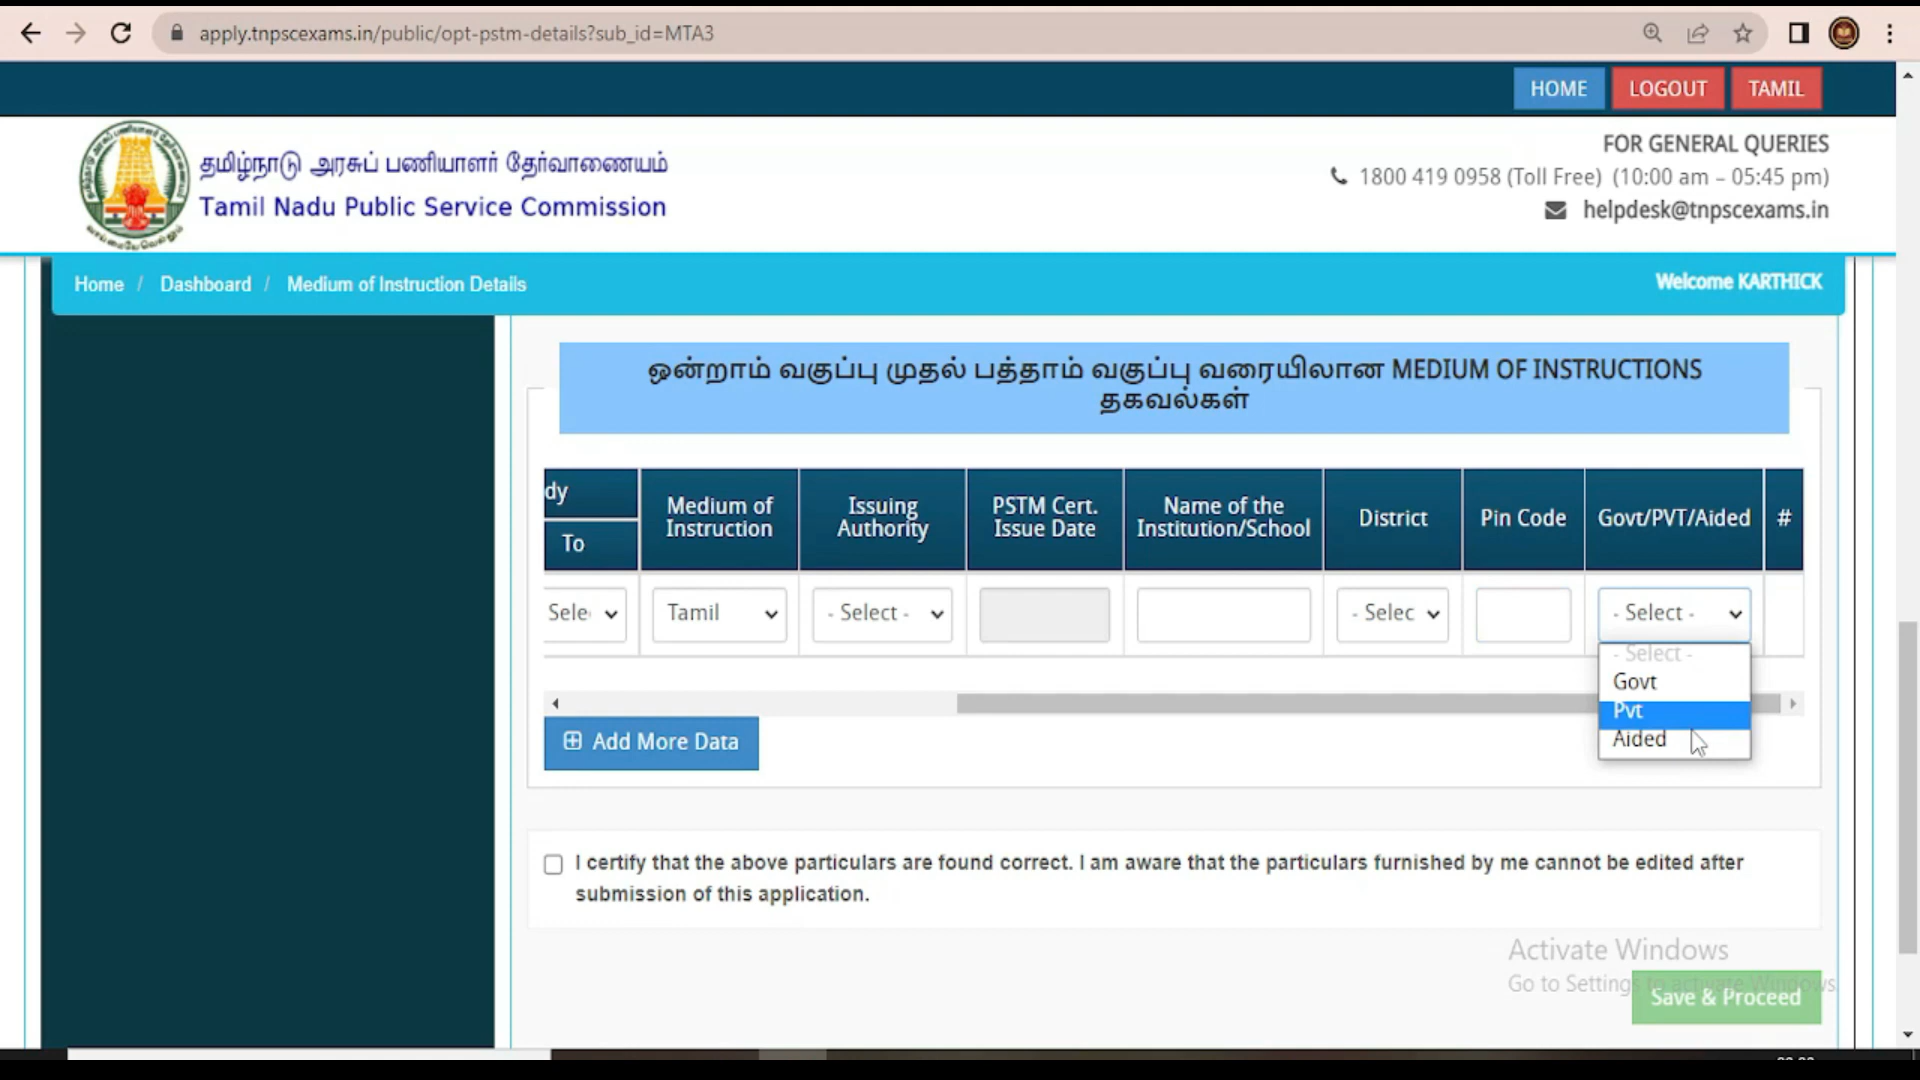 apply.tnpscexams.in/public/opt-pstm-details?sub_id=MTA3
HOME LOGOUT TAMIL
தமிழ்நாடு அரசுப் பணியாளர் தேர்வாணையம்
Tamil Nadu Public Service Commission
FOR GENERAL QUERIES
1800 419 0958 (Toll Free) (10:00 am – 05:45 pm)
helpdesk@tnpscexams.in
Home / Dashboard / Medium of Instruction Details
Welcome KARTHICK
ஒன்றாம் வகுப்பு முதல் பத்தாம் வகுப்பு வரையிலான MEDIUM OF INSTRUCTIONS
தகவல்கள்
dy
To
Medium of
Instruction
Issuing
Authority
PSTM Cert.
Issue Date
Name of the
Institution/School
District
Pin Code
Govt/PVT/Aided
#
Sele Tamil - Select - - Selec - Select -
- Select -
Govt
Pvt
Aided
Add More Data
I certify that the above particulars are found correct. I am aware that the particulars furnished by me cannot be edited after
submission of this application.
Activate Windows
Go to Settings to activate Windows
Save & Proceed